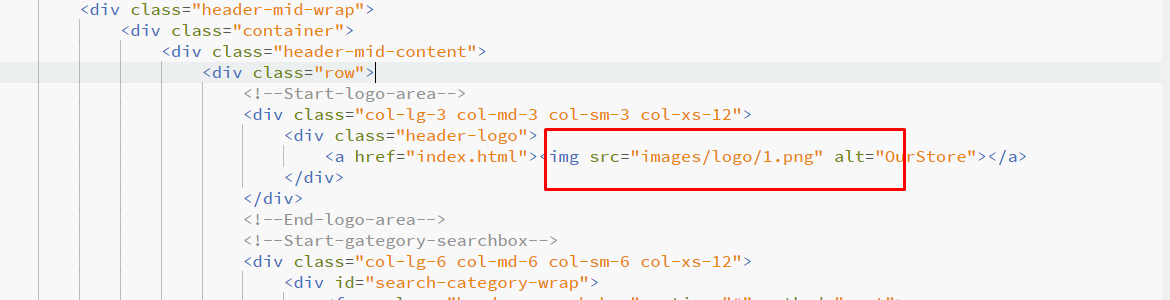 <div class="header-mid-wrap">
<div class="container">
<div class="header-mid-content">
<div class="row">
<!--Start-logo-area-->
<div class="col-lg-3 col-md-3 col-sm-3 col-xs-12">
<div class="header-logo">
<a href="index.html"><img src="images/logo/1.png" alt="OurStore"></a>
</div>
</div>
<!--End-logo-area-->
<!--Start-gategory-searchbox-->
<div class="col-lg-6 col-md-6 col-sm-6 col-xs-12">
<div id="search-category-wrap">